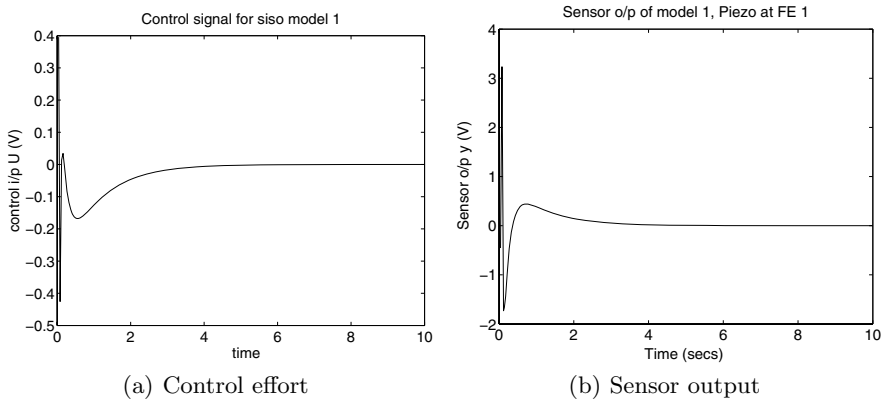 Control signal for siso model 1
0.4
0.3
0.2
0.1
0
−0.1
−0.2
−0.3
−0.4
−0.5
control i/p U (V)
0 2 4 6 8 10
time
(a) Control effort
Sensor o/p of model 1, Piezo at FE 1
4
3
2
1
0
−1
−2
Sensor o/p y (V)
0 2 4 6 8 10
Time (secs)
(b) Sensor output